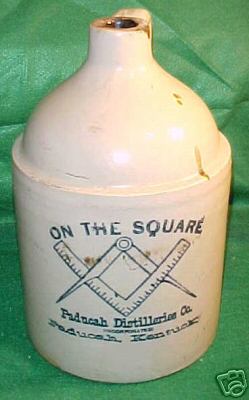 ON THE SQUARE
Paducah Distilleries Co.
INCORPORATED
Paducah, Kentucky